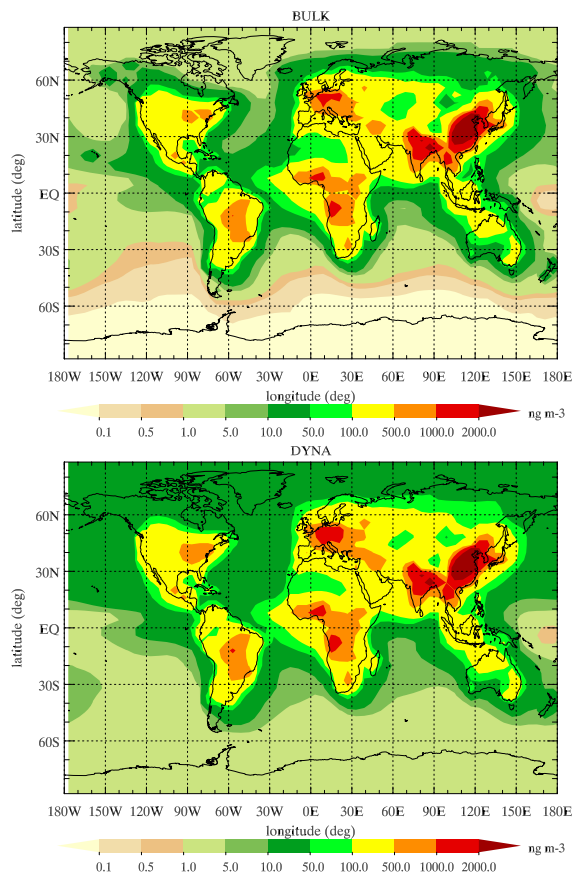 BULK
60N
30N
EQ
30S
60S
latitude (deg)
180W 150W 120W 90W 60W 30W 0E 30E 60E 90E 120E 150E 180E
longitude (deg)
0.1 0.5 1.0 5.0 10.0 50.0 100.0 500.0 1000.0 2000.0 ng m-3
DYNA
60N
30N
EQ
30S
60S
latitude (deg)
180W 150W 120W 90W 60W 30W 0E 30E 60E 90E 120E 150E 180E
longitude (deg)
0.1 0.5 1.0 5.0 10.0 50.0 100.0 500.0 1000.0 2000.0 ng m-3